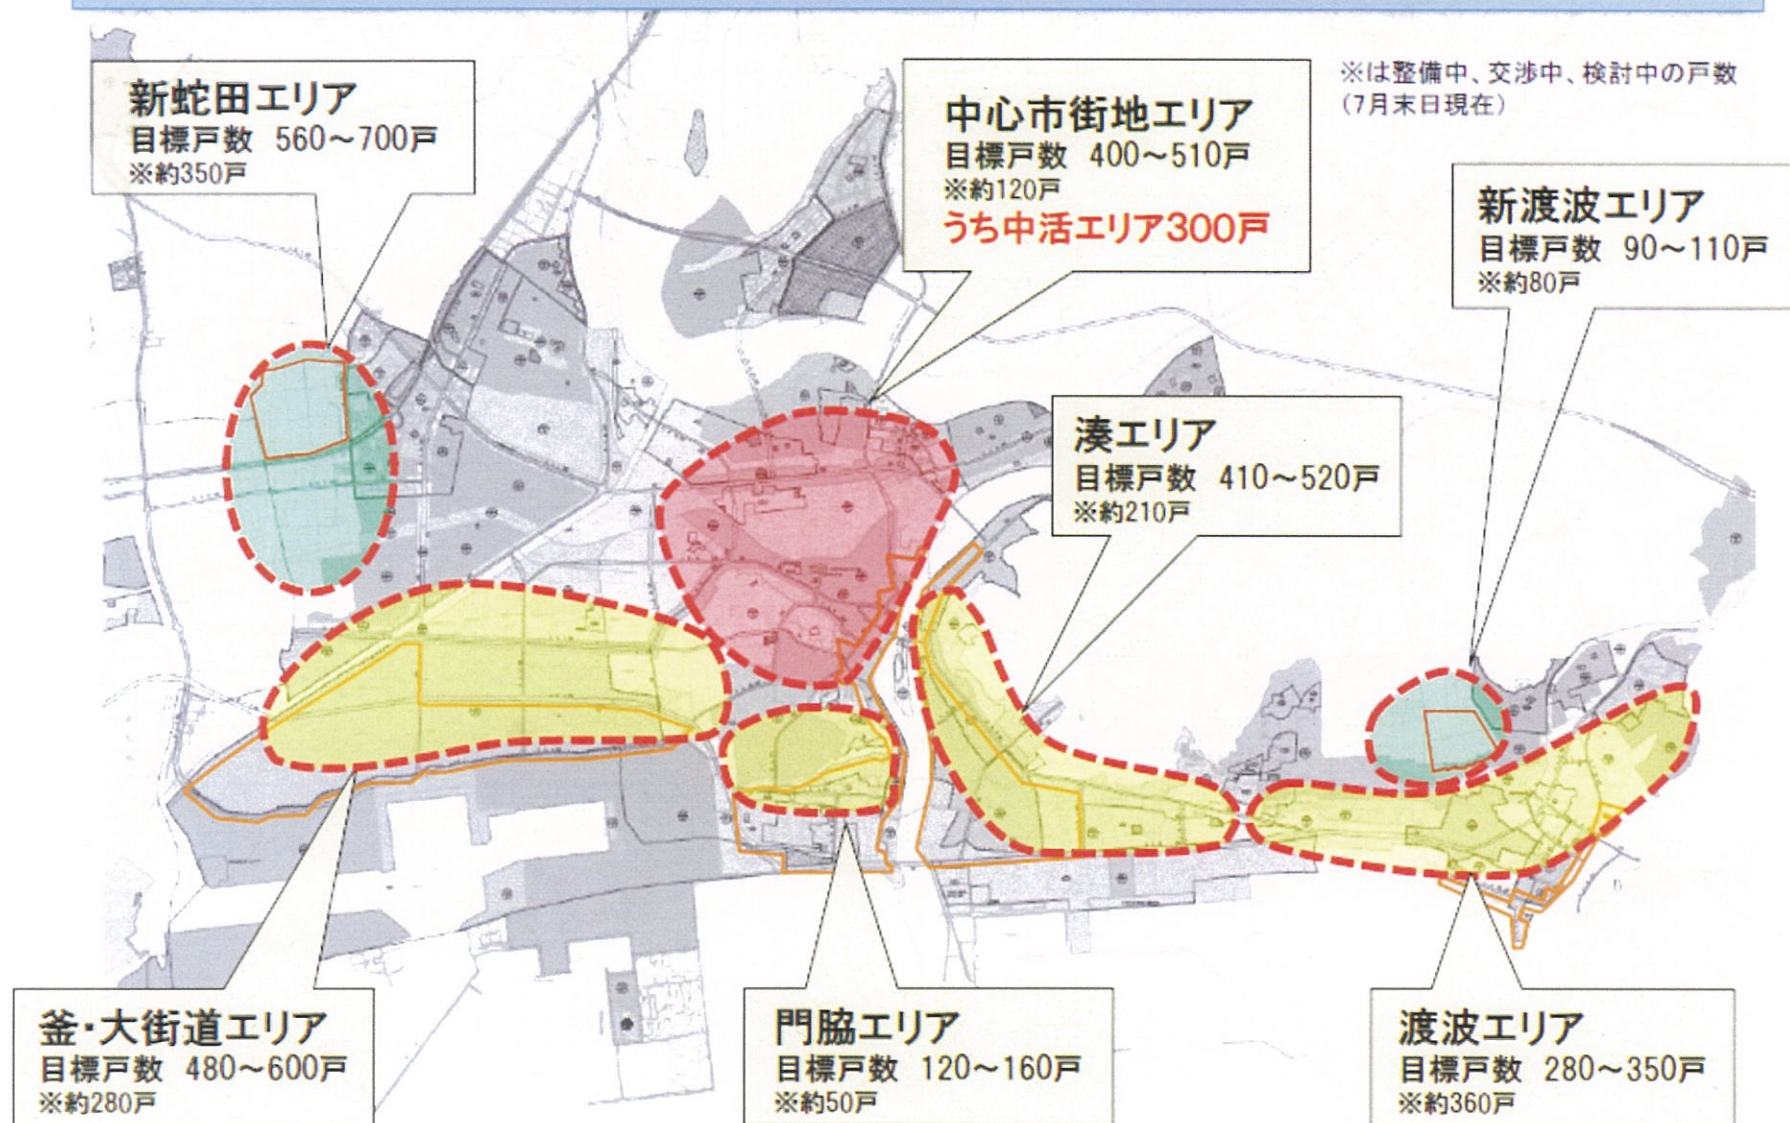 新蛇田エリア
目標戸数 560～700戸
※約350戸
中心市街地エリア
目標戸数 400～510戸
※約120戸
うち中活エリア300戸
※は整備中、交渉中、検討中の戸数
(7月末日現在)
新渡波エリア
目標戸数 90～110戸
※約80戸
湊エリア
目標戸数 410～520戸
※約210戸
釜・大街道エリア
目標戸数 480～600戸
※約280戸
門脇エリア
目標戸数 120～160戸
※約50戸
渡波エリア
目標戸数 280～350戸
※約360戸